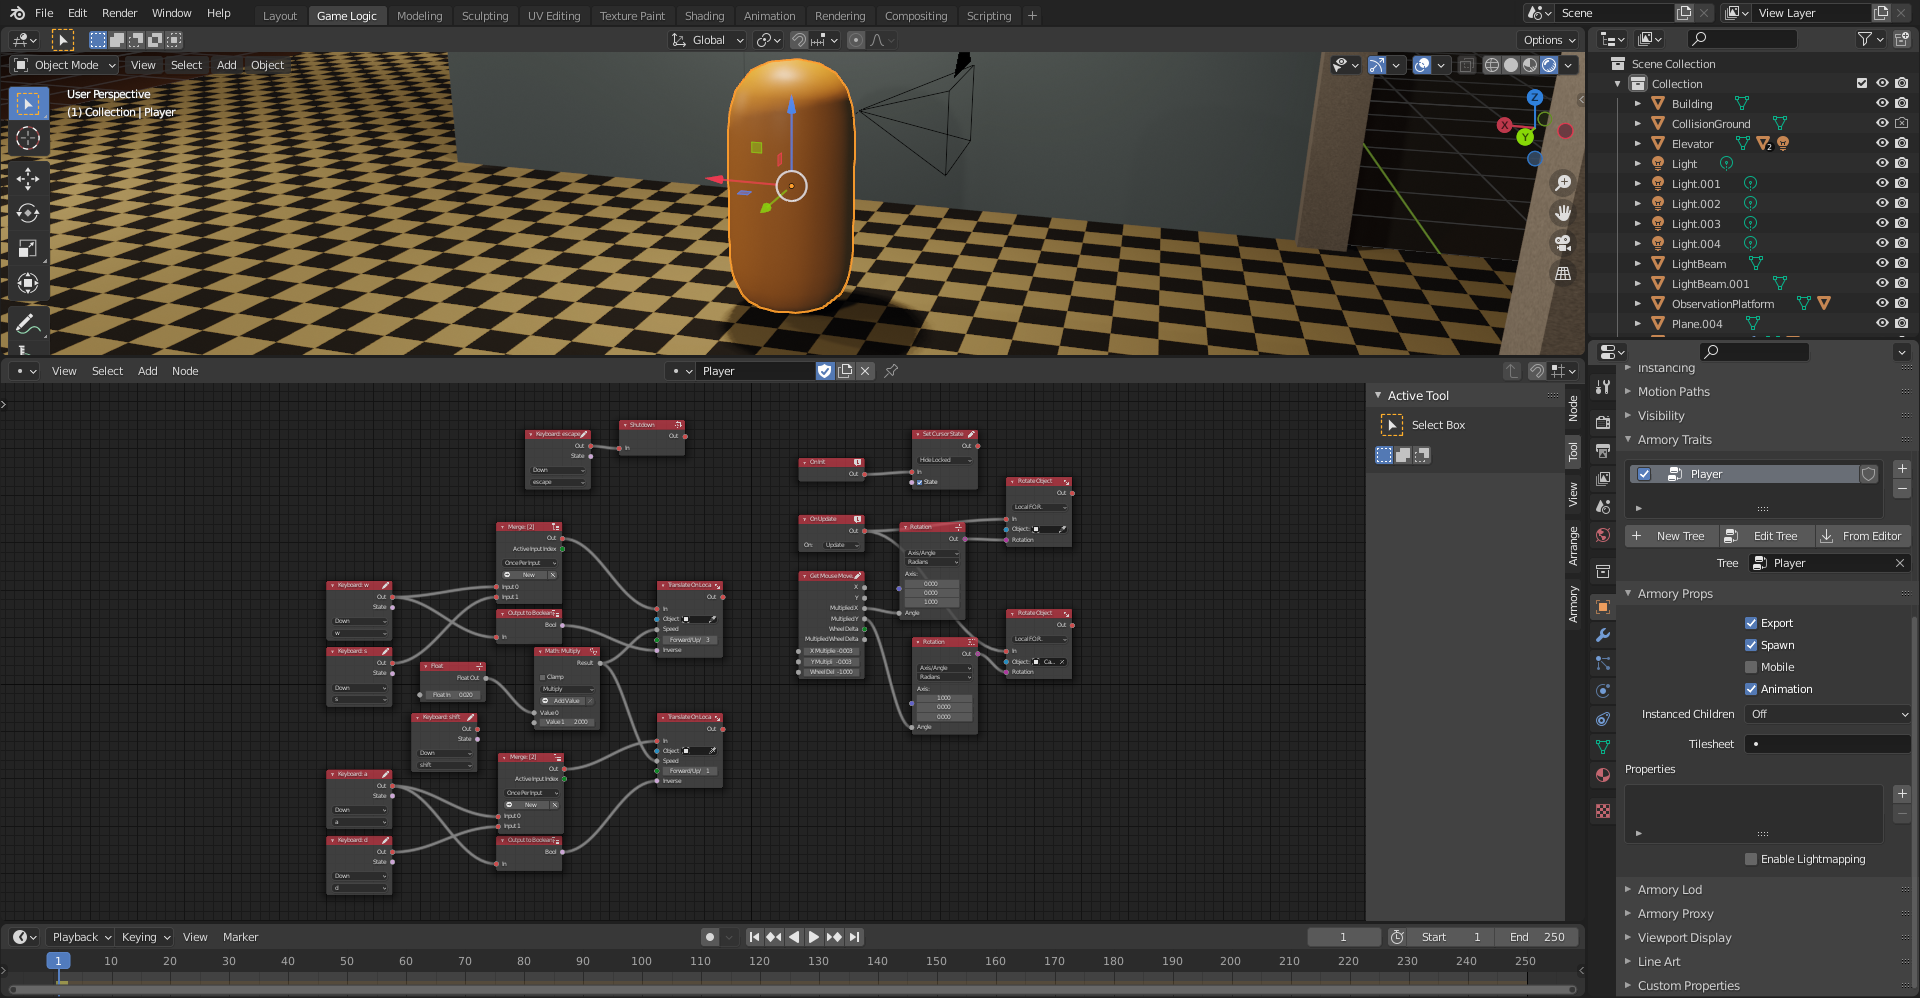 File Edit Render Window Help Layout Game Logic Modeling Sculpting UV Editing Texture Paint Shading Animation Rendering Compositing Scripting + Scene View Layer
Global Options
Object Mode View Select Add Object
User Perspective
(1) Collection | Player
Z
X
Y
Scene Collection
Collection
Building
CollisionGround
Elevator 2
Light
Light.001
Light.002
Light.003
Light.004
LightBeam
LightBeam.001
ObservationPlatform
Plane.004
View Select Add Node Player
Keyboard: escape
Out
State
Down
escape
Shutdown
Out
In
Merge: [2]
Out
Active Input Index
Once Per Input
New
Input 0
Input 1
Output to Boolean
Bool
In
Keyboard: w
Out
State
Down
w
Keyboard: s
Out
State
Down
s
Float
Float Out
Float In 0.020
Keyboard: shift
Out
State
Down
shift
Math: Multiply
Result
Clamp
Multiply
Add Value
Value 0
Value 1 2.000
Translate On Loca
Out
In
Object
Speed
Forward/Up/ 3
Inverse
Translate On Loca
Out
In
Object
Speed
Forward/Up/ 1
Inverse
Merge: [2]
Out
Active Input Index
Once Per Input
New
Input 0
Input 1
Output to Boolean
Bool
In
Keyboard: a
Out
State
Down
a
Keyboard: d
Out
State
Down
d
On Init
Out
Set Cursor State
Out
Hide Locked
In
State
On Update
Out
On: Update
Rotation
Out
Axis/Angle
Radians
Axis:
0.000
0.000
1.000
Angle
Get Mouse Move
X
Y
Multiplied X
Multiplied Y
Wheel Delta
Multiplied Wheel Delta
X Multiplie -0.003
Y Multipli -0.003
Wheel Del -1.000
Rotation
Out
Axis/Angle
Radians
Axis:
1.000
0.000
0.000
Angle
Rotate Object
Out
Local F.O.R.
In
Object:
Rotation
Rotate Object
Out
Local F.O.R.
In
Object: Ca...
Rotation
Active Tool
Select Box
Node
Tool
View
Arrange
Armory
Instancing
Motion Paths
Visibility
Armory Traits
Player
+ New Tree Edit Tree From Editor
Tree Player
Armory Props
Export
Spawn
Mobile
Animation
Instanced Children Off
Tilesheet
Properties
Enable Lightmapping
Armory Lod
Armory Proxy
Viewport Display
Line Art
Custom Properties
Playback Keying View Marker 1 Start 1 End 250
1 10 20 30 40 50 60 70 80 90 100 110 120 130 140 150 160 170 180 190 200 210 220 230 240 250